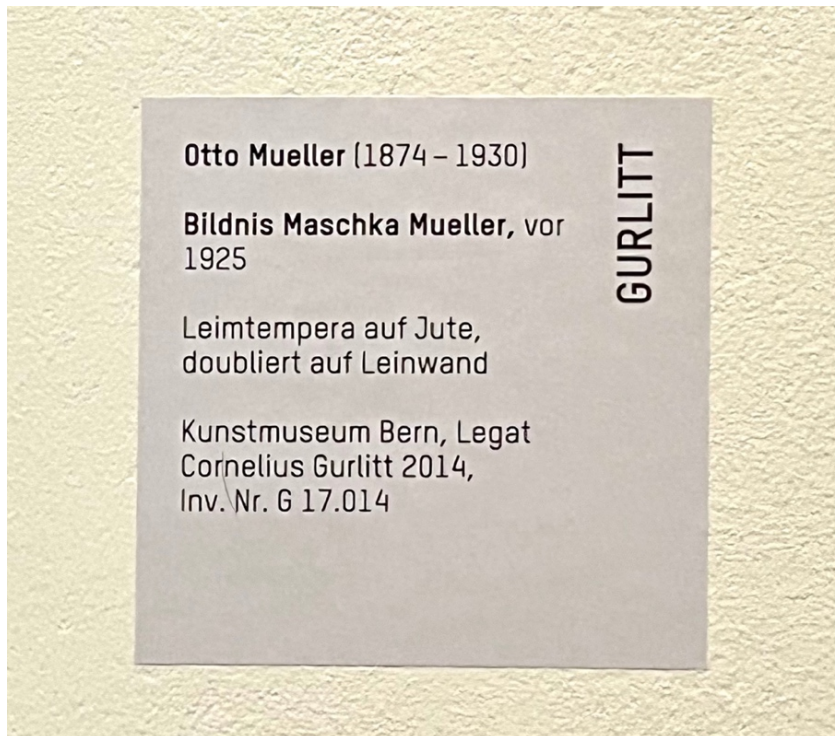 Otto Mueller (1874 – 1930)
Bildnis Maschka Mueller, vor
1925
Leimtempera auf Jute,
doubliert auf Leinwand
Kunstmuseum Bern, Legat
Cornelius Gurlitt 2014,
Inv. Nr. G 17.014
GURLITT